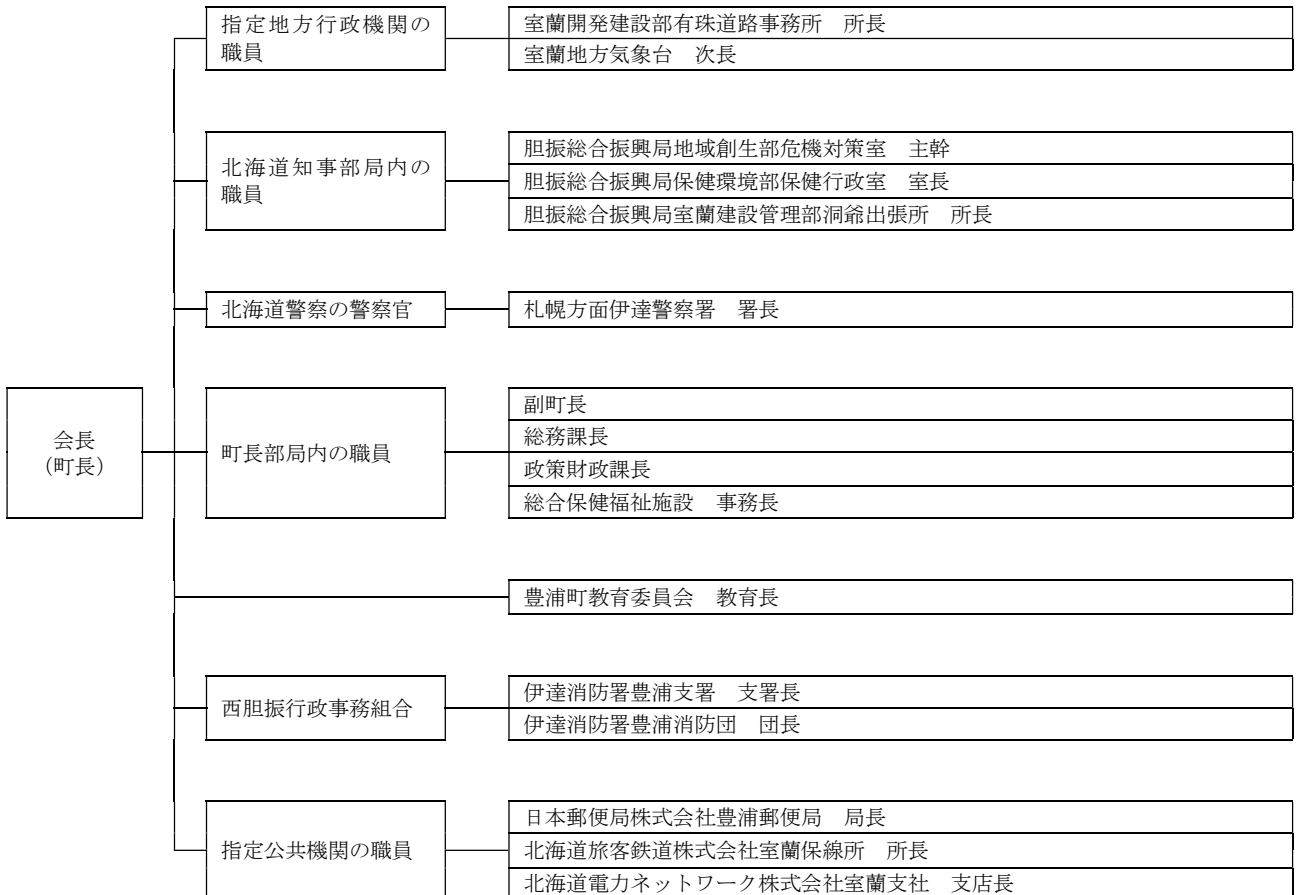 指定地方行政機関の
職員
室蘭開発建設部有珠道路事務所　所長
室蘭地方気象台　次長
北海道知事部局内の
職員
胆振総合振興局地域創生部危機対策室　主幹
胆振総合振興局保健環境部保健行政室　室長
胆振総合振興局室蘭建設管理部洞爺出張所　所長
北海道警察の警察官
札幌方面伊達警察署　署長
会長
（町長）
町長部局内の職員
副町長
総務課長
政策財政課長
総合保健福祉施設　事務長
豊浦町教育委員会　教育長
西胆振行政事務組合
伊達消防署豊浦支署　支署長
伊達消防署豊浦消防団　団長
指定公共機関の職員
日本郵便局株式会社豊浦郵便局　局長
北海道旅客鉄道株式会社室蘭保線所　所長
北海道電力ネットワーク株式会社室蘭支社　支店長